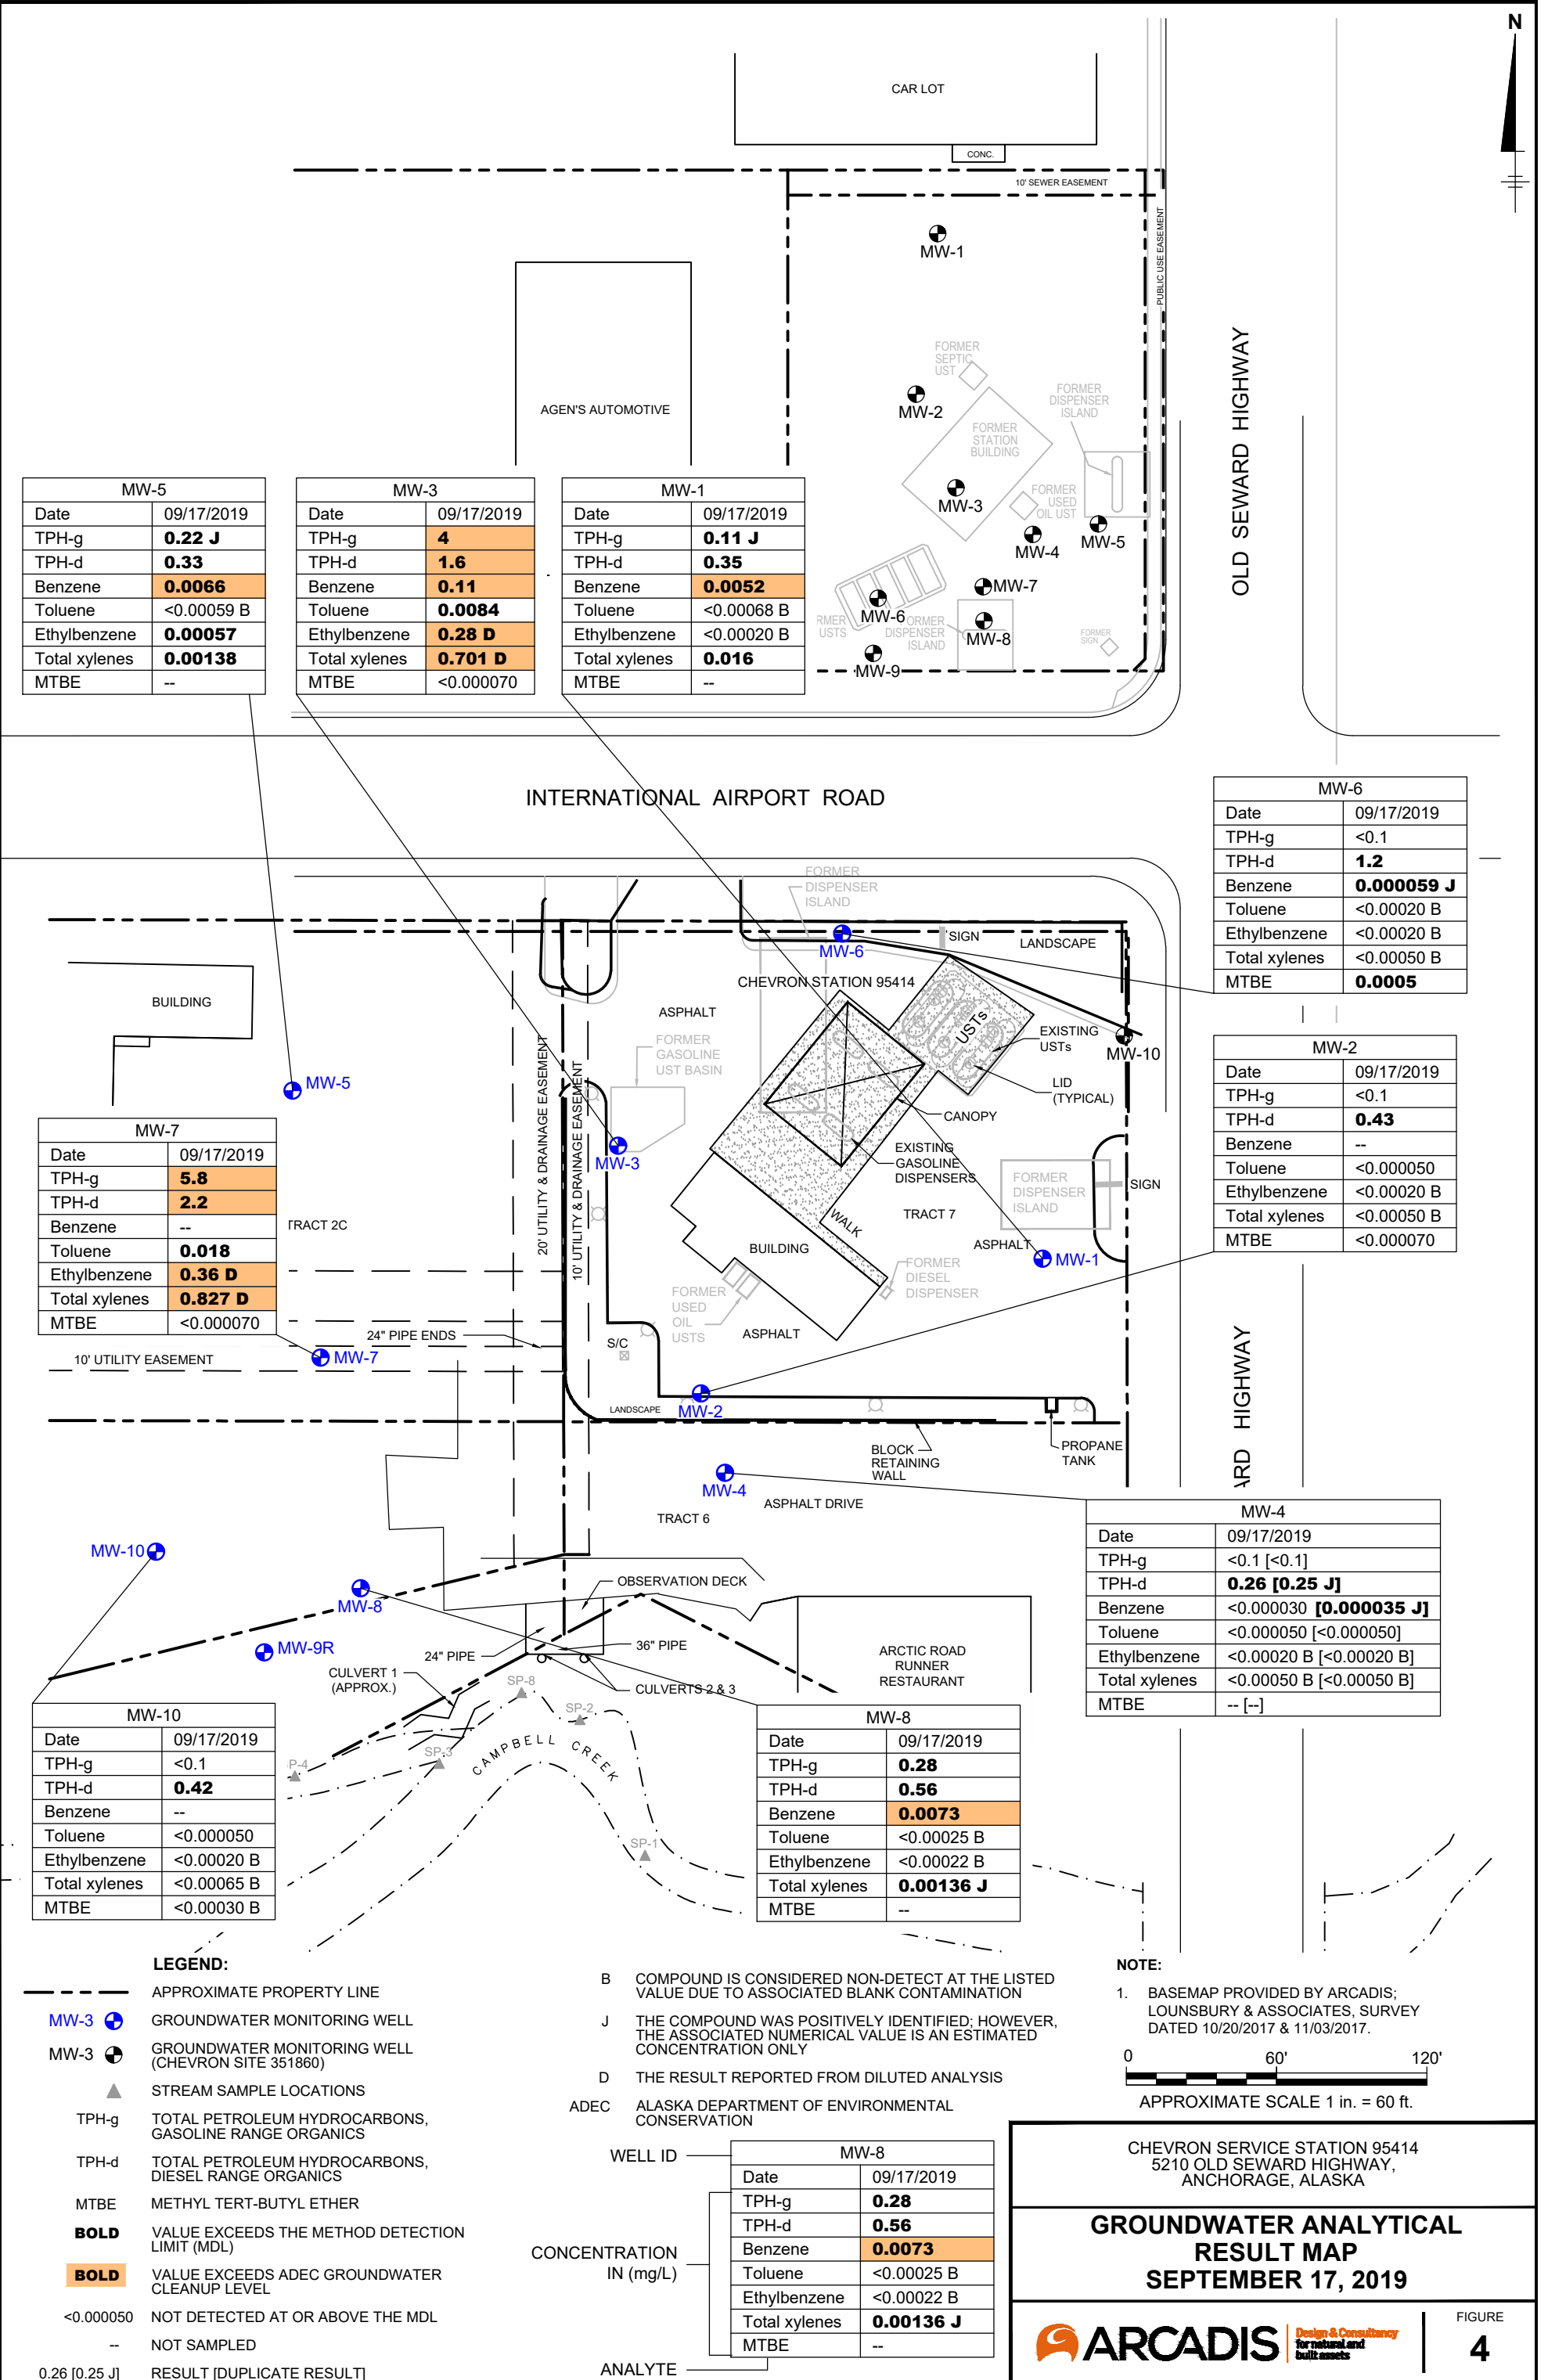 N
CAR LOT
CONC.
10' SEWER EASEMENT
PUBLIC USE EASEMENT
MW-1
FORMER
SEPTIC
UST
MW-2
FORMER
DISPENSER
ISLAND
FORMER
STATION
BUILDING
AGEN'S AUTOMOTIVE
MW-3
FORMER
USED
OIL UST
MW-4
MW-5
MW-7
MW-6
RMER
USTS
FORMER
DISPENSER
ISLAND
MW-8
MW-9
FORMER
SIGN
OLD SEWARD HIGHWAY
MW-5
Date 09/17/2019
TPH-g 0.22 J
TPH-d 0.33
Benzene 0.0066
Toluene <0.00059 B
Ethylbenzene 0.00057
Total xylenes 0.00138
MTBE --
MW-3
Date 09/17/2019
TPH-g 4
TPH-d 1.6
Benzene 0.11
Toluene 0.0084
Ethylbenzene 0.28 D
Total xylenes 0.701 D
MTBE <0.000070
MW-1
Date 09/17/2019
TPH-g 0.11 J
TPH-d 0.35
Benzene 0.0052
Toluene <0.00068 B
Ethylbenzene <0.00020 B
Total xylenes 0.016
MTBE --
INTERNATIONAL AIRPORT ROAD
MW-6
Date 09/17/2019
TPH-g <0.1
TPH-d 1.2
Benzene 0.000059 J
Toluene <0.00020 B
Ethylbenzene <0.00020 B
Total xylenes <0.00050 B
MTBE 0.0005
FORMER
DISPENSER
ISLAND
MW-6
SIGN
LANDSCAPE
CHEVRON STATION 95414
BUILDING
ASPHALT
USTs
EXISTING
USTs
MW-10
FORMER
GASOLINE
UST BASIN
LID
(TYPICAL)
CANOPY
MW-5
MW-3
20' UTILITY & DRAINAGE EASEMENT
10' UTILITY & DRAINAGE EASEMENT
EXISTING
GASOLINE
DISPENSERS
FORMER
DISPENSER
ISLAND
SIGN
WALK
TRACT 7
BUILDING
ASPHALT
MW-1
FORMER
DIESEL
DISPENSER
FORMER
USED
OIL
USTS
ASPHALT
MW-2
Date 09/17/2019
TPH-g <0.1
TPH-d 0.43
Benzene --
Toluene <0.000050
Ethylbenzene <0.00020 B
Total xylenes <0.00050 B
MTBE <0.000070
MW-7
Date 09/17/2019
TPH-g 5.8
TPH-d 2.2
Benzene --
Toluene 0.018
Ethylbenzene 0.36 D
Total xylenes 0.827 D
MTBE <0.000070
TRACT 2C
24" PIPE ENDS
S/C
10' UTILITY EASEMENT
MW-7
LANDSCAPE
MW-2
BLOCK
RETAINING
WALL
PROPANE
TANK
ARD HIGHWAY
MW-4
ASPHALT DRIVE
TRACT 6
MW-4
Date 09/17/2019
TPH-g <0.1 [<0.1]
TPH-d 0.26 [0.25 J]
Benzene <0.000030 [0.000035 J]
Toluene <0.000050 [<0.000050]
Ethylbenzene <0.00020 B [<0.00020 B]
Total xylenes <0.00050 B [<0.00050 B]
MTBE -- [--]
MW-10
MW-8
MW-9R
OBSERVATION DECK
24" PIPE
36" PIPE
CULVERT 1
(APPROX.)
CULVERTS 2 & 3
ARCTIC ROAD
RUNNER
RESTAURANT
SP-8
SP-2
SP-3
P-4
SP-1
CAMPBELL CREEK
MW-10
Date 09/17/2019
TPH-g <0.1
TPH-d 0.42
Benzene --
Toluene <0.000050
Ethylbenzene <0.00020 B
Total xylenes <0.00065 B
MTBE <0.00030 B
MW-8
Date 09/17/2019
TPH-g 0.28
TPH-d 0.56
Benzene 0.0073
Toluene <0.00025 B
Ethylbenzene <0.00022 B
Total xylenes 0.00136 J
MTBE --
LEGEND:
APPROXIMATE PROPERTY LINE
MW-3 GROUNDWATER MONITORING WELL
MW-3 GROUNDWATER MONITORING WELL
(CHEVRON SITE 351860)
STREAM SAMPLE LOCATIONS
TPH-g TOTAL PETROLEUM HYDROCARBONS,
GASOLINE RANGE ORGANICS
TPH-d TOTAL PETROLEUM HYDROCARBONS,
DIESEL RANGE ORGANICS
MTBE METHYL TERT-BUTYL ETHER
BOLD VALUE EXCEEDS THE METHOD DETECTION
LIMIT (MDL)
BOLD VALUE EXCEEDS ADEC GROUNDWATER
CLEANUP LEVEL
<0.000050 NOT DETECTED AT OR ABOVE THE MDL
-- NOT SAMPLED
0.26 [0.25 J] RESULT [DUPLICATE RESULT]
B COMPOUND IS CONSIDERED NON-DETECT AT THE LISTED
VALUE DUE TO ASSOCIATED BLANK CONTAMINATION
J THE COMPOUND WAS POSITIVELY IDENTIFIED; HOWEVER,
THE ASSOCIATED NUMERICAL VALUE IS AN ESTIMATED
CONCENTRATION ONLY
D THE RESULT REPORTED FROM DILUTED ANALYSIS
ADEC ALASKA DEPARTMENT OF ENVIRONMENTAL
CONSERVATION
WELL ID
CONCENTRATION
IN (mg/L)
ANALYTE
MW-8
Date 09/17/2019
TPH-g 0.28
TPH-d 0.56
Benzene 0.0073
Toluene <0.00025 B
Ethylbenzene <0.00022 B
Total xylenes 0.00136 J
MTBE --
NOTE:
1. BASEMAP PROVIDED BY ARCADIS;
LOUNSBURY & ASSOCIATES, SURVEY
DATED 10/20/2017 & 11/03/2017.
0 60' 120'
APPROXIMATE SCALE 1 in. = 60 ft.
CHEVRON SERVICE STATION 95414
5210 OLD SEWARD HIGHWAY,
ANCHORAGE, ALASKA
GROUNDWATER ANALYTICAL
RESULT MAP
SEPTEMBER 17, 2019
ARCADIS
Design & Consultancy
for natural and
built assets
FIGURE
4